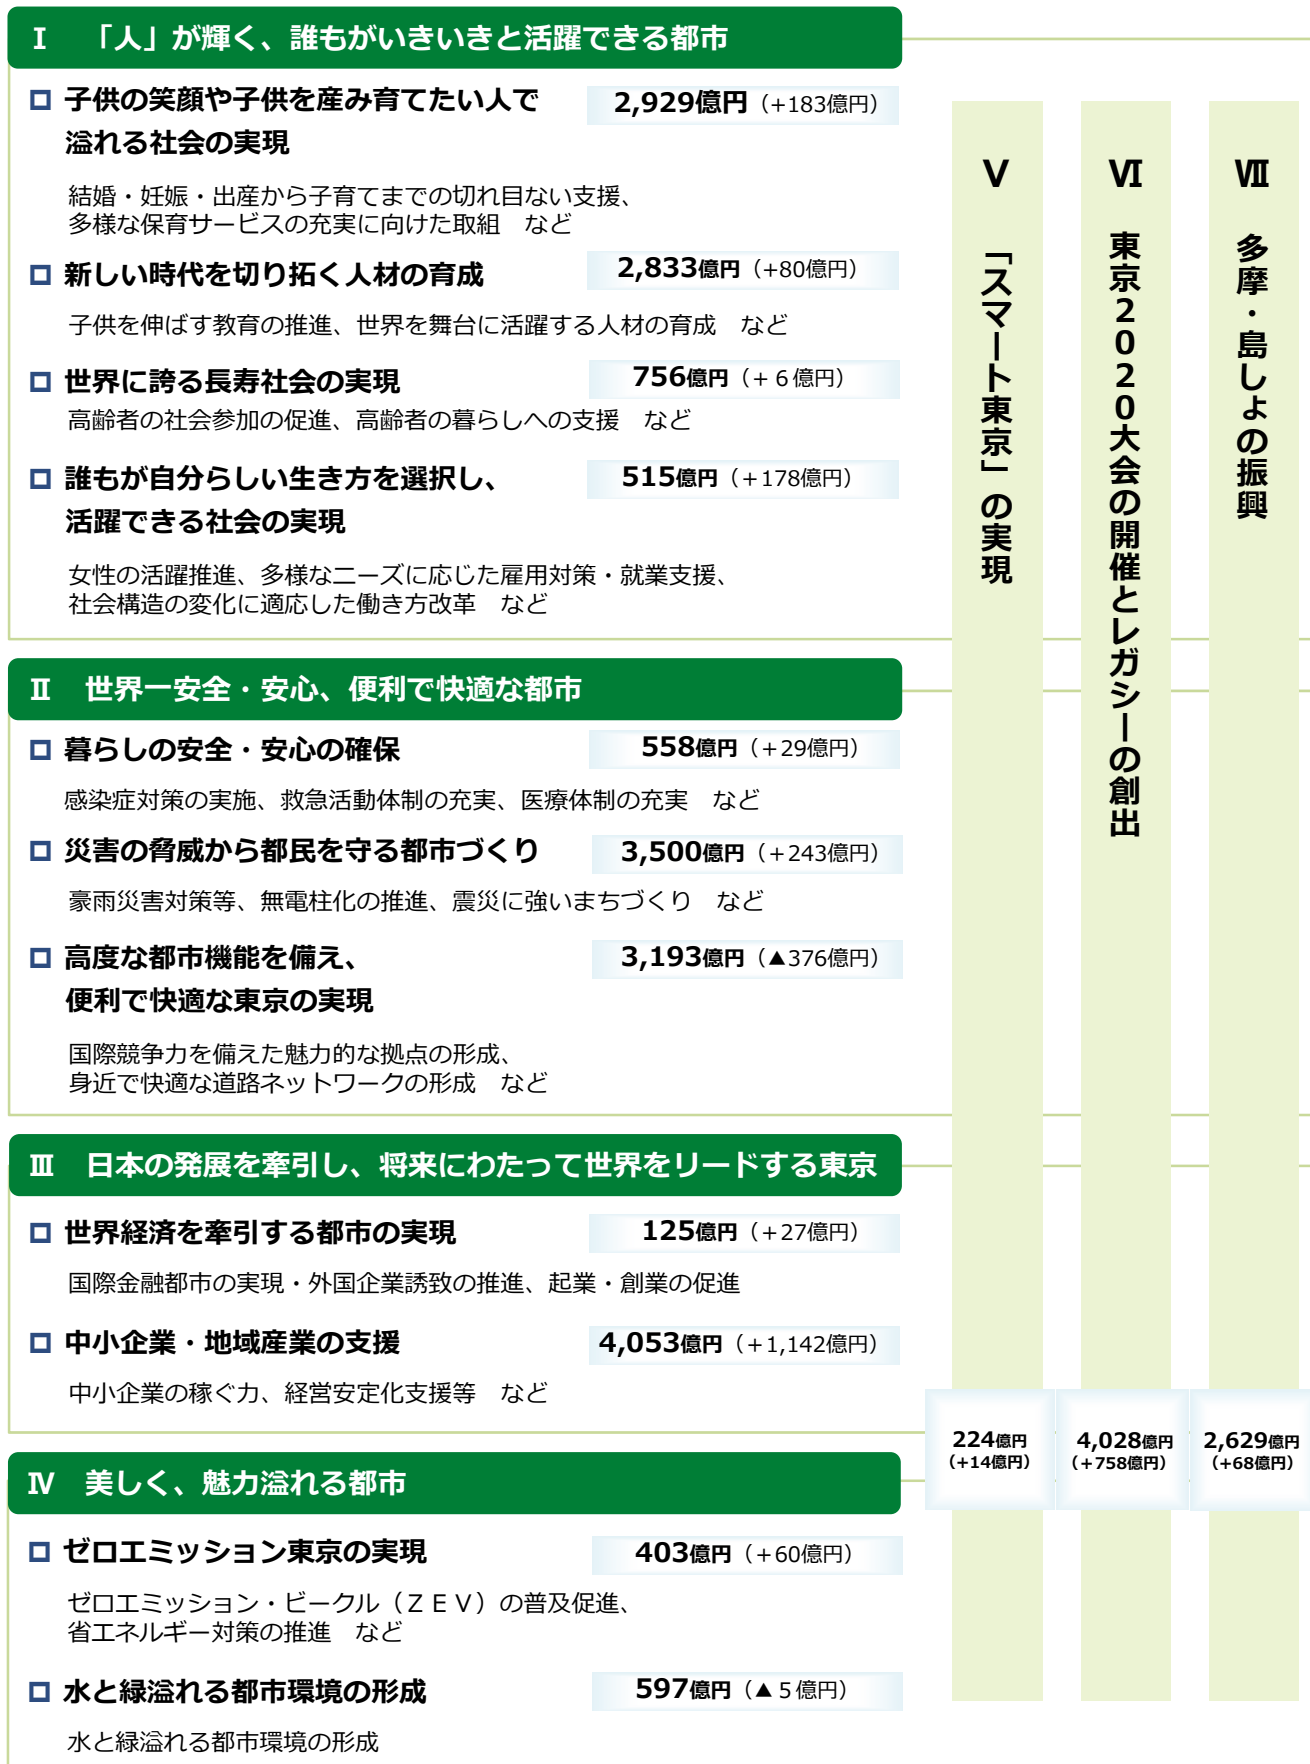 Ⅰ 「人」が輝く、誰もがいきいきと活躍できる都市
子供の笑顔や子供を産み育てたい人で
溢れる社会の実現
2,929億円（+183億円）
結婚・妊娠・出産から子育てまでの切れ目ない支援、
多様な保育サービスの充実に向けた取組　など
新しい時代を切り拓く人材の育成
2,833億円（+80億円）
子供を伸ばす教育の推進、世界を舞台に活躍する人材の育成　など
世界に誇る長寿社会の実現
756億円（+６億円）
高齢者の社会参加の促進、高齢者の暮らしへの支援　など
誰もが自分らしい生き方を選択し、
活躍できる社会の実現
515億円（+178億円）
女性の活躍推進、多様なニーズに応じた雇用対策・就業支援、
社会構造の変化に適応した働き方改革　など
Ⅱ 世界一安全・安心、便利で快適な都市
暮らしの安全・安心の確保
558億円（+29億円）
感染症対策の実施、救急活動体制の充実、医療体制の充実　など
災害の脅威から都民を守る都市づくり
3,500億円（+243億円）
豪雨災害対策等、無電柱化の推進、震災に強いまちづくり　など
高度な都市機能を備え、
便利で快適な東京の実現
3,193億円（▲376億円）
国際競争力を備えた魅力的な拠点の形成、
身近で快適な道路ネットワークの形成　など
Ⅲ 日本の発展を牽引し、将来にわたって世界をリードする東京
世界経済を牽引する都市の実現
125億円（+27億円）
国際金融都市の実現・外国企業誘致の推進、起業・創業の促進
中小企業・地域産業の支援
4,053億円（+1,142億円）
中小企業の稼ぐ力、経営安定化支援等　など
Ⅳ 美しく、魅力溢れる都市
ゼロエミッション東京の実現
403億円（+60億円）
ゼロエミッション・ビークル（ＺＥＶ）の普及促進、
省エネルギー対策の推進　など
水と緑溢れる都市環境の形成
597億円（▲５億円）
水と緑溢れる都市環境の形成
Ⅴ 「スマート東京」の実現
224億円
（+14億円）
Ⅵ 東京２０２０大会の開催とレガシーの創出
4,028億円
（+758億円）
Ⅶ 多摩・島しょの振興
2,629億円
（+68億円）